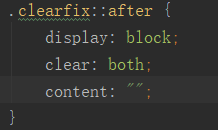 .clearfix::after {
    display: block;
    clear: both;
    content: "";
}